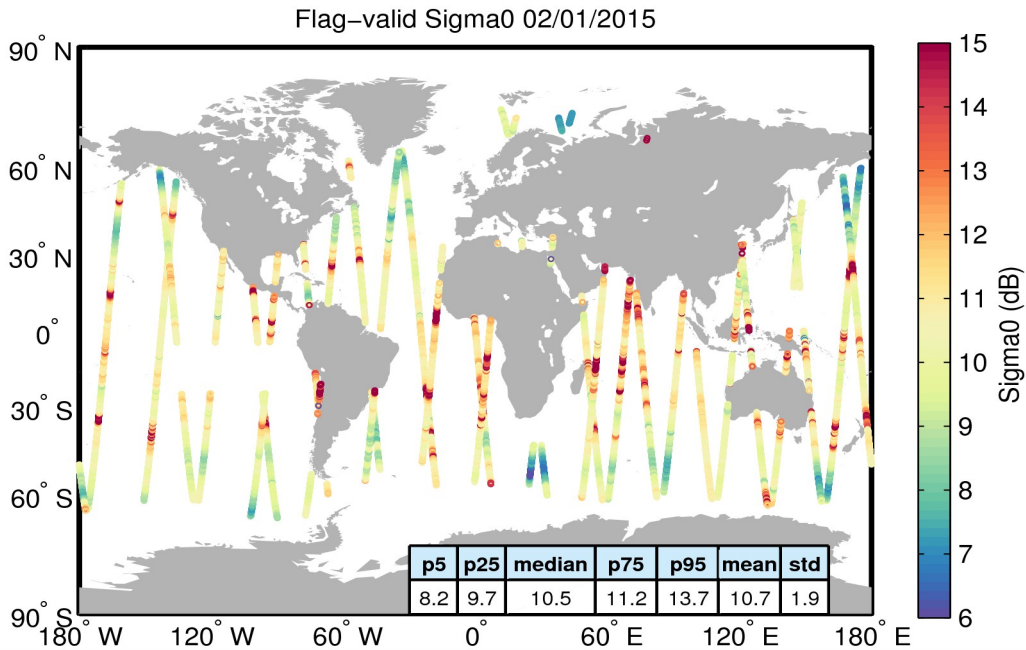 Flag−valid Sigma0 02/01/2015
90° N
60° N
30° N
0°
30° S
60° S
90° S
180° W 120° W 60° W 0° 60° E 120° E 180° E
p5 p25 median p75 p95 mean std
8.2 9.7 10.5 11.2 13.7 10.7 1.9
15
14
13
12
11
10
9
8
7
6
Sigma0 (dB)